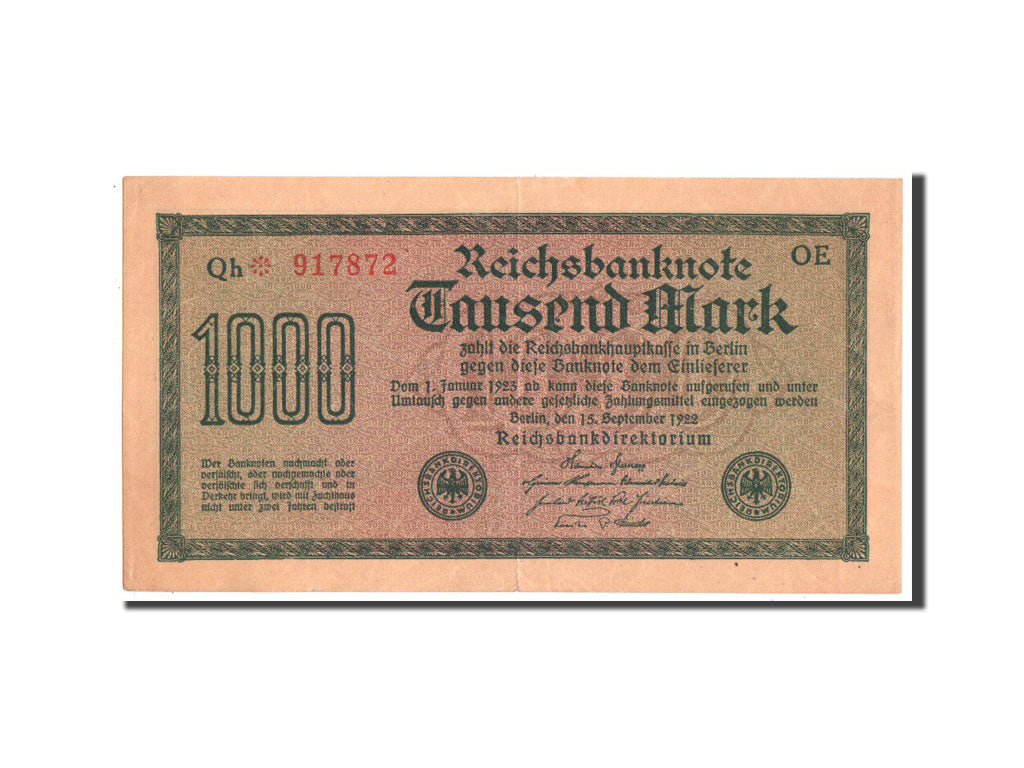 Qh* 917872
Reichsbanknote
OE
Tausend Mark
1000
zahlt die Reichsbankhauptkasse in Berlin
gegen diese Banknote dem Einlieferer
Vom 1. Januar 1923 ab kann diese Banknote aufgerufen und unter
Umtausch gegen andere gesetzliche Zahlungsmittel eingezogen werden
Berlin, den 15. September 1922
Reichsbankdirektorium
Wer Banknoten nachmacht oder
verfälscht, oder nachgemachte oder
verfälschte sich verschafft und in
Verkehr bringt, wird mit Zuchthaus
nicht unter zwei Jahren bestraft
REICHSBANKDIREKTORIUM
REICHSBANKDIREKTORIUM